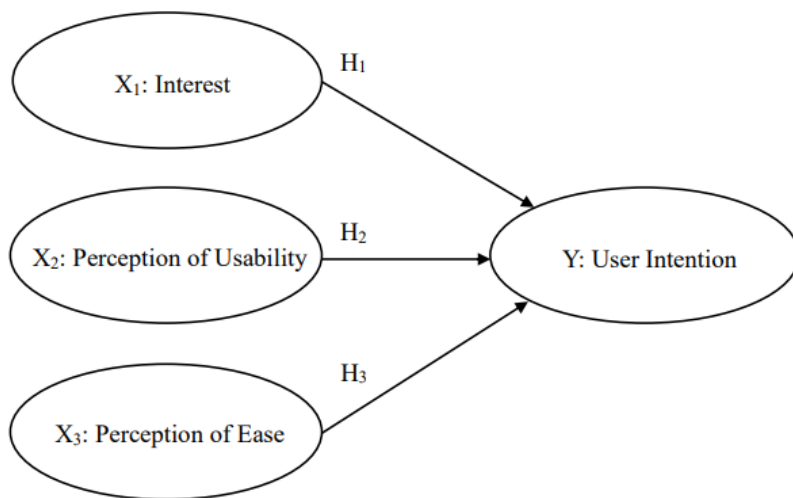 H₁
X₁: Interest
H₂
X₂: Perception of Usability
Y: User Intention
H₃
X₃: Perception of Ease